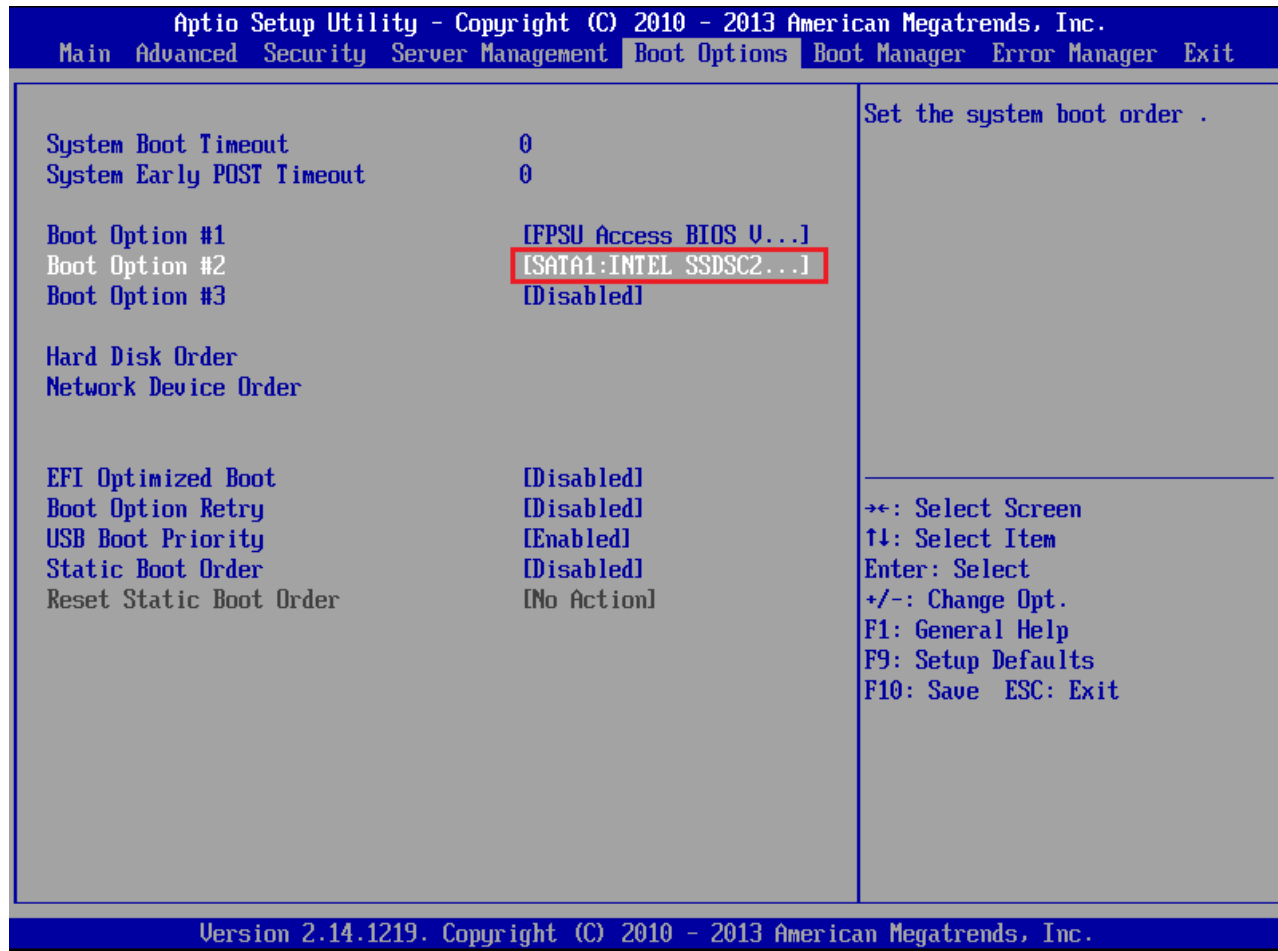 Aptio Setup Utility - Copyright (C) 2010 - 2013 American Megatrends, Inc.
Main Advanced Security Server Management Boot Options Boot Manager Error Manager Exit
System Boot Timeout 0
System Early POST Timeout 0
Boot Option #1 [FPSU Access BIOS V...]
Boot Option #2 [SATA1:INTEL SSDSC2...]
Boot Option #3 [Disabled]
Hard Disk Order
Network Device Order
EFI Optimized Boot [Disabled]
Boot Option Retry [Disabled]
USB Boot Priority [Enabled]
Static Boot Order [Disabled]
Reset Static Boot Order [No Action]
Set the system boot order .
→←: Select Screen
↑↓: Select Item
Enter: Select
+/-: Change Opt.
F1: General Help
F9: Setup Defaults
F10: Save ESC: Exit
Version 2.14.1219. Copyright (C) 2010 - 2013 American Megatrends, Inc.